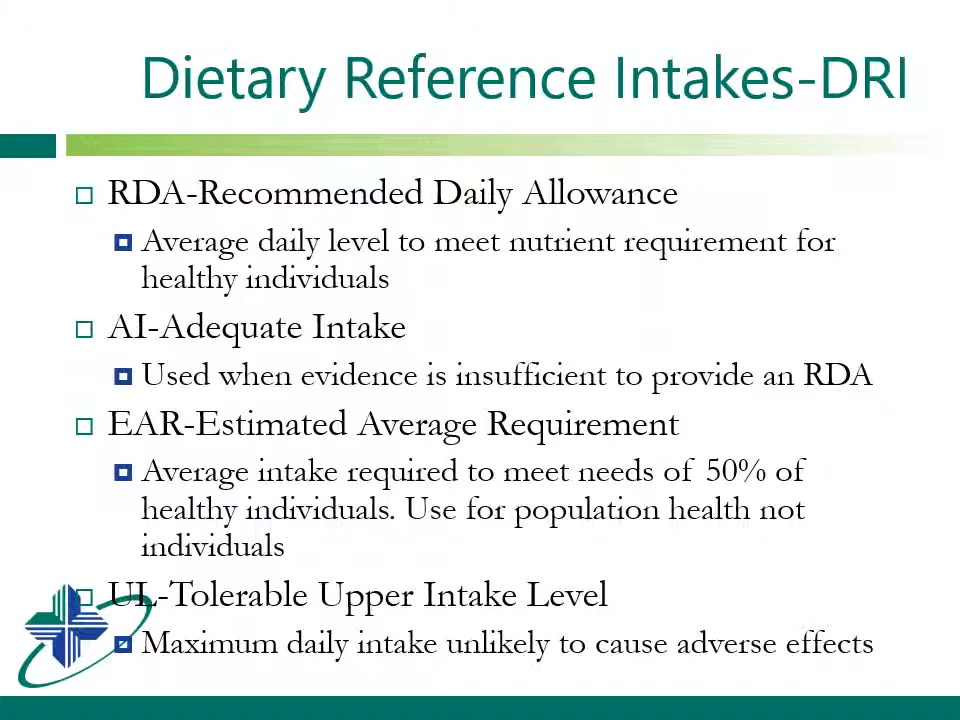 Dietary Reference Intakes-DRI
RDA-Recommended Daily Allowance
Average daily level to meet nutrient requirement for
healthy individuals
AI-Adequate Intake
Used when evidence is insufficient to provide an RDA
EAR-Estimated Average Requirement
Average intake required to meet needs of 50% of
healthy individuals. Use for population health not
individuals
UL-Tolerable Upper Intake Level
Maximum daily intake unlikely to cause adverse effects